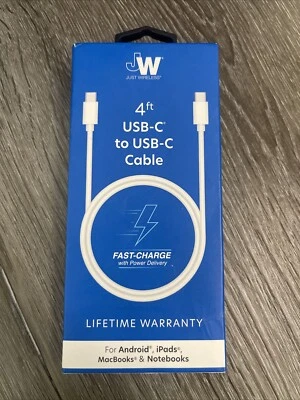 JW
JUST WIRELESS®
4ft
USB-C®
to USB-C
Cable
FAST-CHARGE
with Power Delivery
LIFETIME WARRANTY
For Android®, iPads®,
MacBooks® & Notebooks